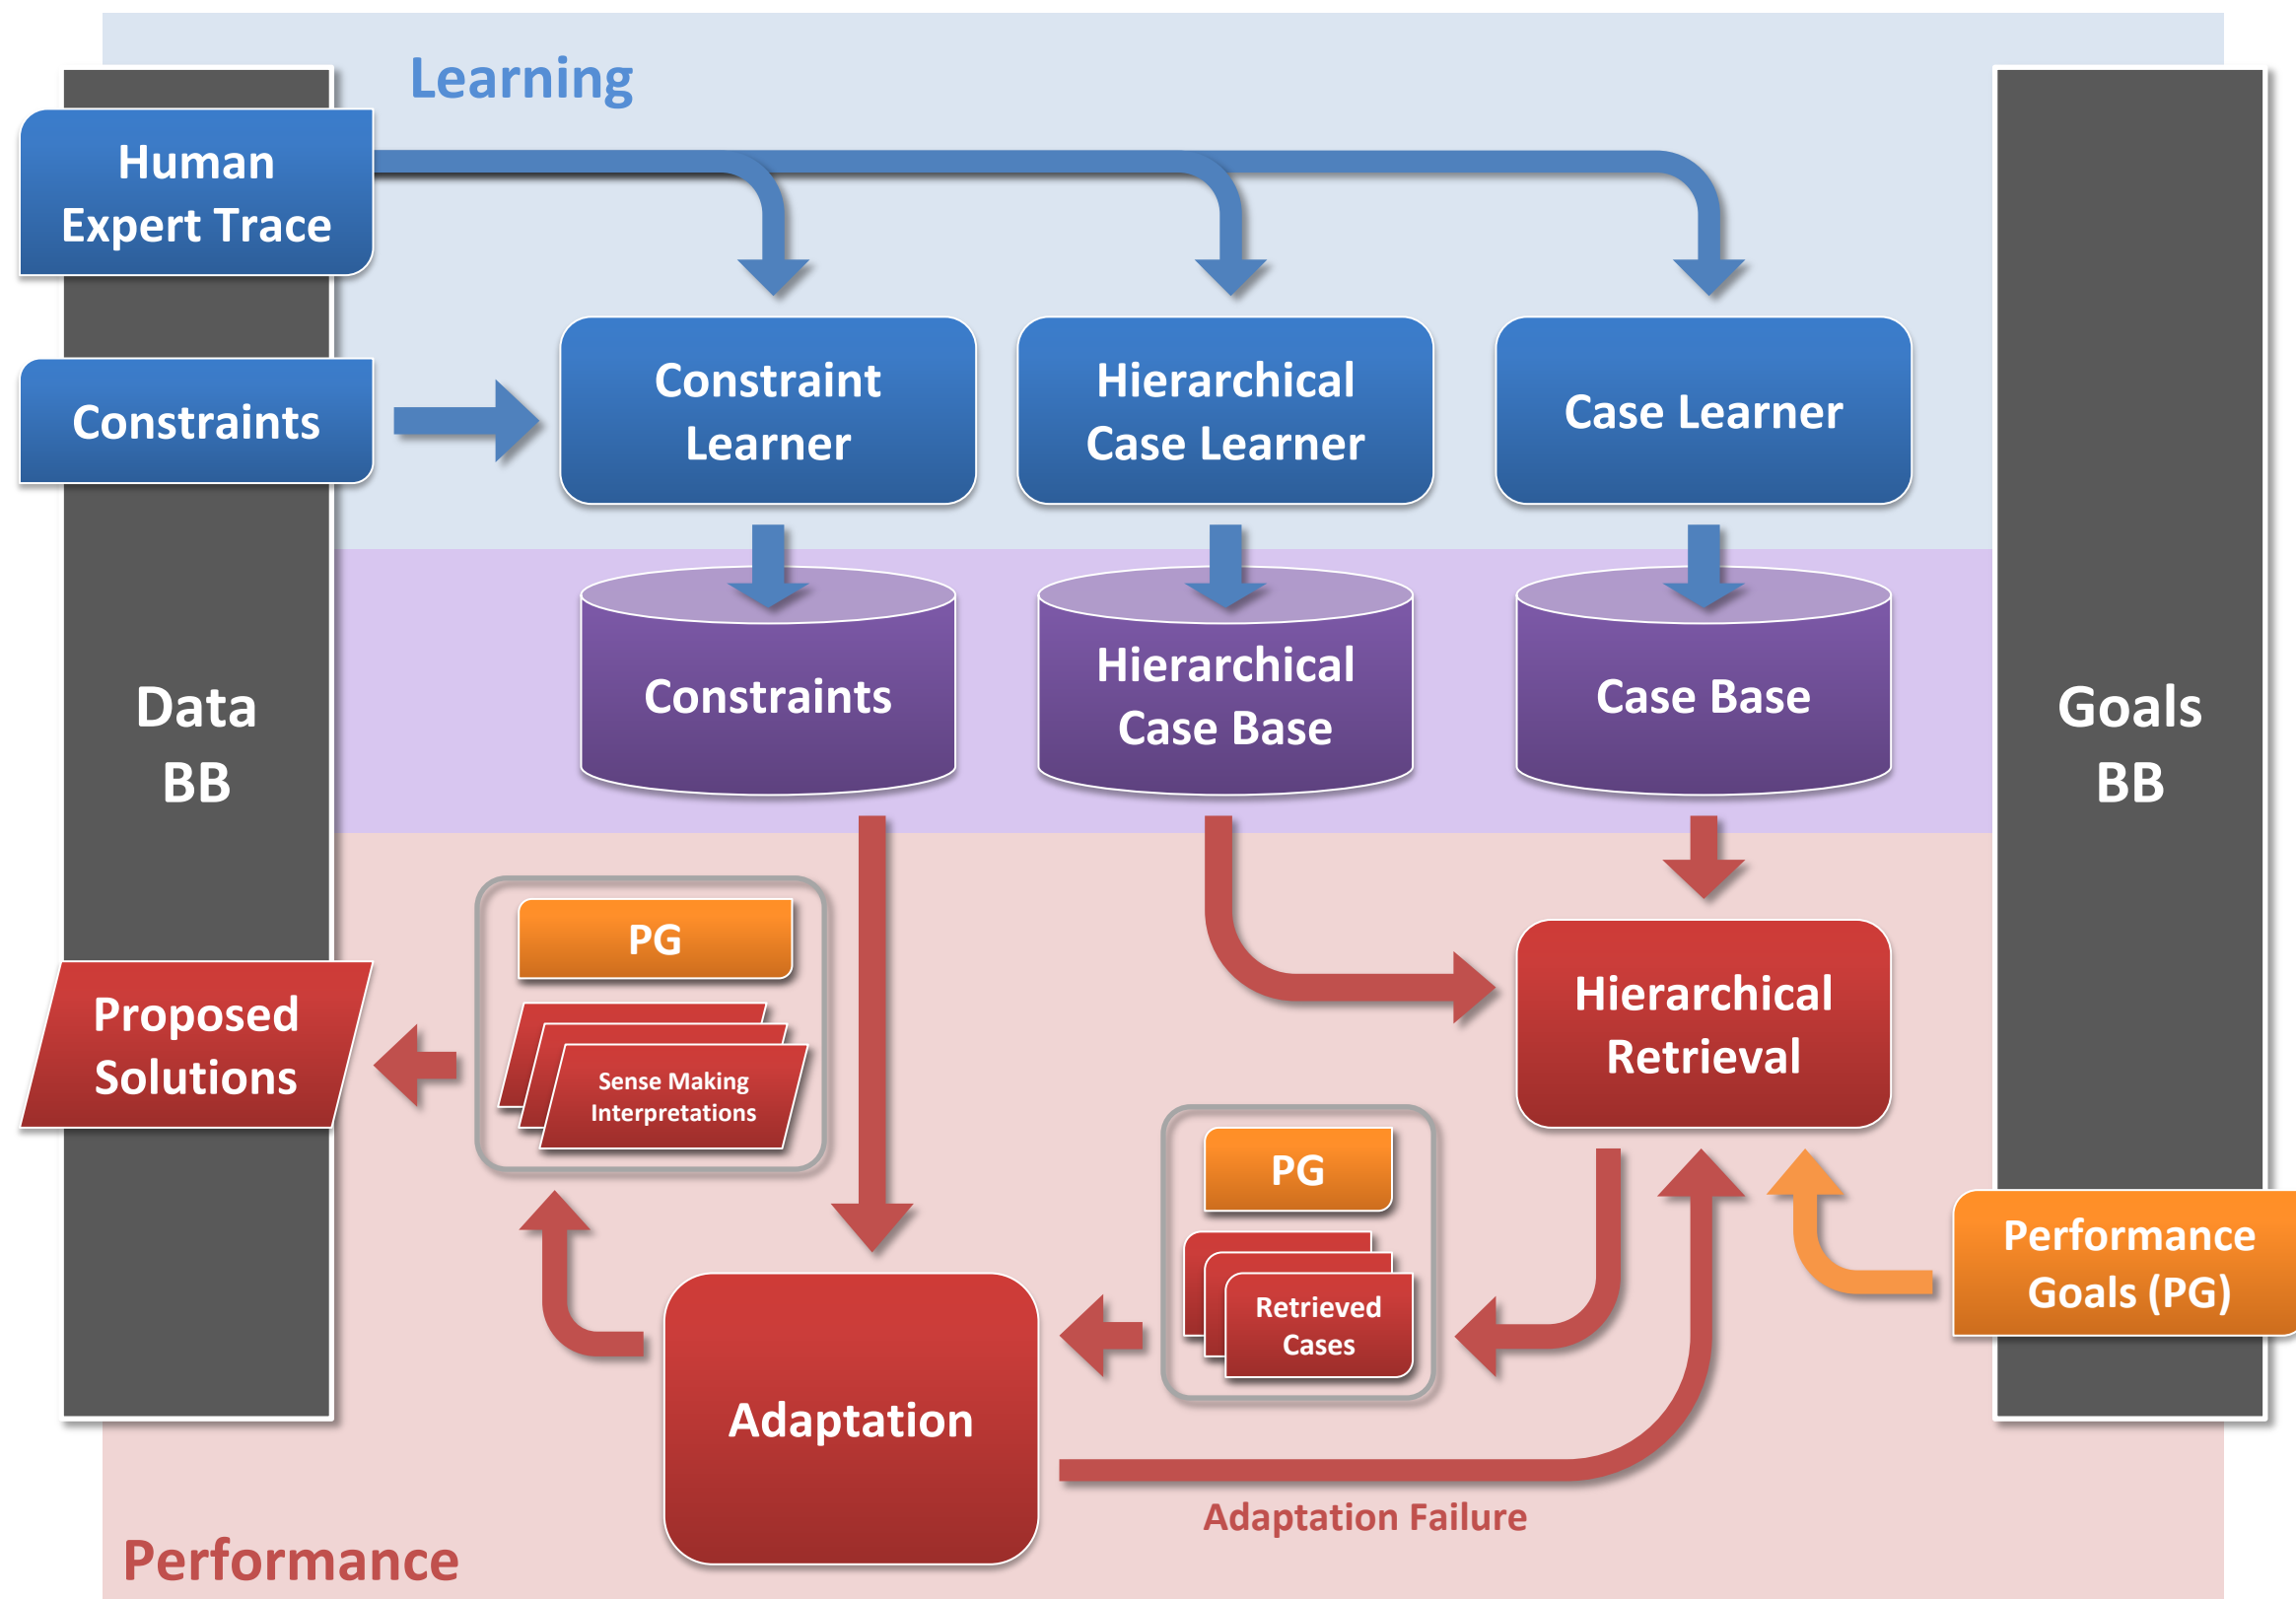 Learning
Human
Expert Trace
Constraints
Constraint
Learner
Hierarchical
Case Learner
Case Learner
Data
BB
Constraints
Hierarchical
Case Base
Case Base
Goals
BB
PG
Sense Making
Interpretations
Proposed
Solutions
Hierarchical
Retrieval
PG
Retrieved
Cases
Performance
Goals (PG)
Adaptation
Adaptation Failure
Performance